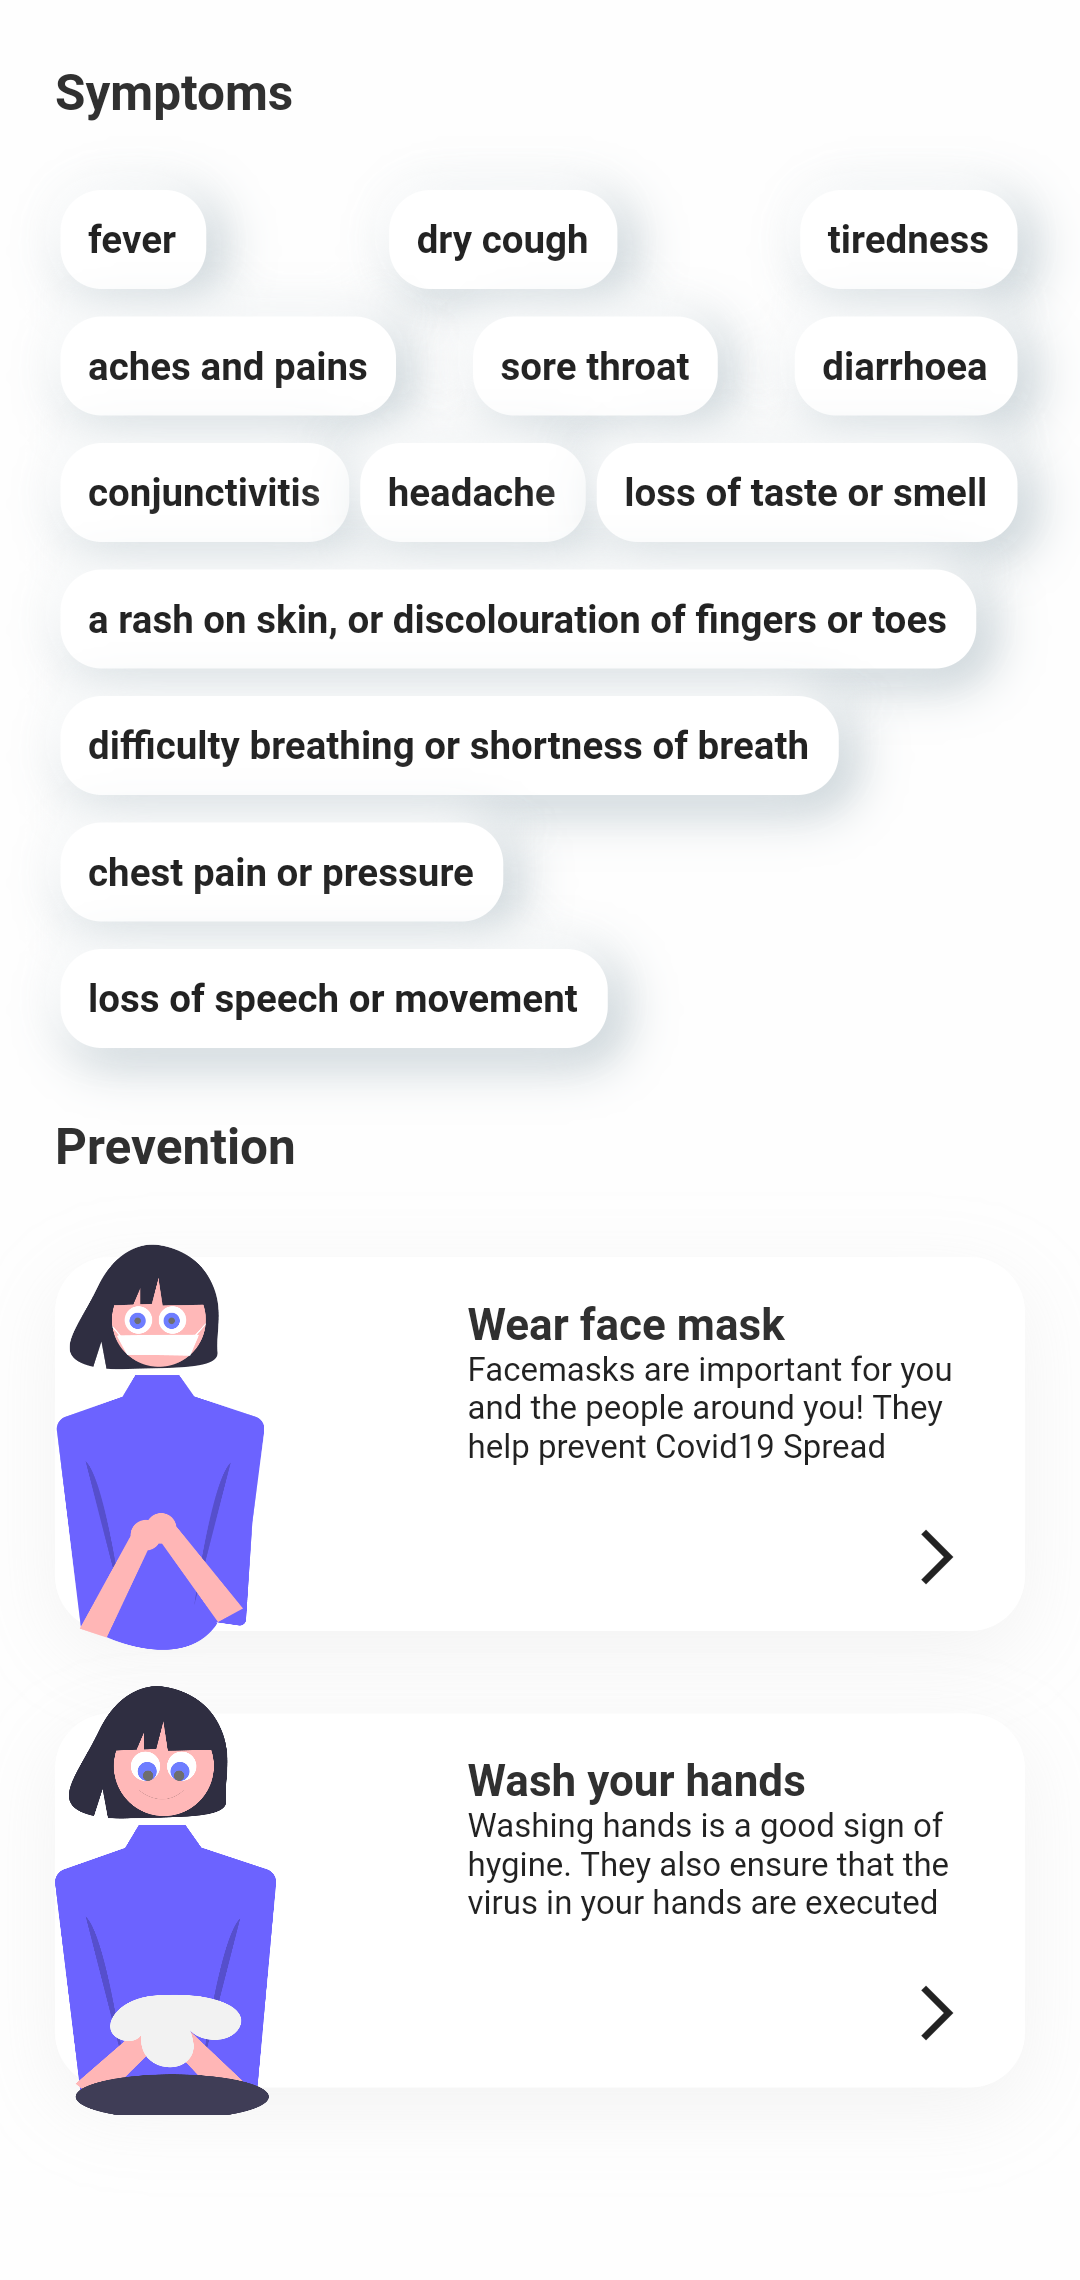 Symptoms
fever
dry cough
tiredness
aches and pains
sore throat
diarrhoea
conjunctivitis
headache
loss of taste or smell
a rash on skin, or discolouration of fingers or toes
difficulty breathing or shortness of breath
chest pain or pressure
loss of speech or movement
Prevention
Wear face mask
Facemasks are important for you
and the people around you! They
help prevent Covid19 Spread
Wash your hands
Washing hands is a good sign of
hygine. They also ensure that the
virus in your hands are executed